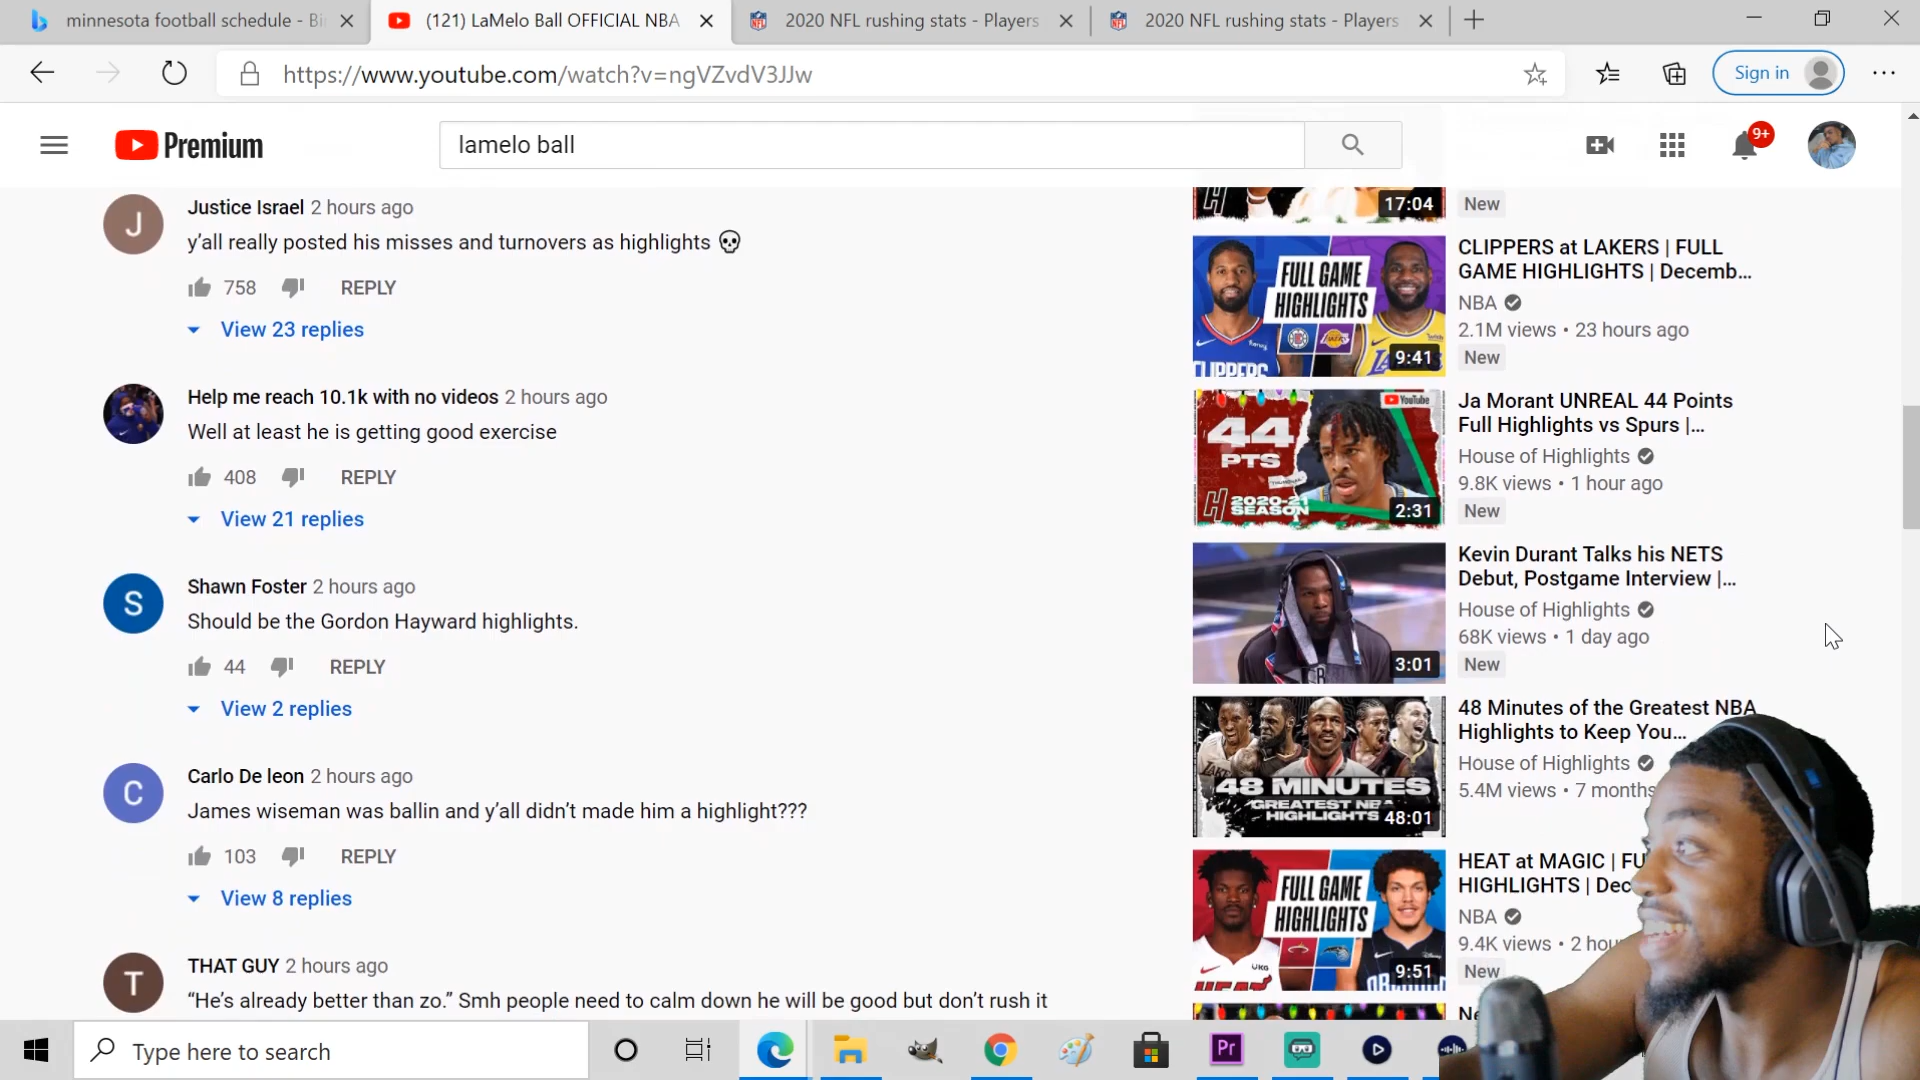 minnesota football schedule - Bi
(121) LaMelo Ball OFFICIAL NBA
2020 NFL rushing stats - Players
2020 NFL rushing stats - Players
https://www.youtube.com/watch?v=ngVZvdV3JJw
Sign in
Premium
lamelo ball
9+
J
Justice Israel 2 hours ago
y'all really posted his misses and turnovers as highlights 💀
758 REPLY
View 23 replies
Help me reach 10.1k with no videos 2 hours ago
Well at least he is getting good exercise
408 REPLY
View 21 replies
S
Shawn Foster 2 hours ago
Should be the Gordon Hayward highlights.
44 REPLY
View 2 replies
C
Carlo De leon 2 hours ago
James wiseman was ballin and y'all didn't made him a highlight???
103 REPLY
View 8 replies
T
THAT GUY 2 hours ago
“He's already better than zo.” Smh people need to calm down he will be good but don't rush it
17:04
New
FULL GAME
HIGHLIGHTS
CLIPPERS
9:41
CLIPPERS at LAKERS | FULL
GAME HIGHLIGHTS | Decemb...
NBA
2.1M views • 23 hours ago
New
YouTube
44
PTS
2020-21
SEASON
2:31
Ja Morant UNREAL 44 Points
Full Highlights vs Spurs |...
House of Highlights
9.8K views • 1 hour ago
New
3:01
Kevin Durant Talks his NETS
Debut, Postgame Interview |...
House of Highlights
68K views • 1 day ago
New
48 MINUTES
GREATEST NBA
HIGHLIGHTS
48:01
48 Minutes of the Greatest NBA
Highlights to Keep You...
House of Highlights
5.4M views • 7 months
FULL GAME
HIGHLIGHTS
HEAT
9:51
HEAT at MAGIC | FU
HIGHLIGHTS | Dec
NBA
9.4K views • 2 hou
New
Ne
Type here to search
Pr